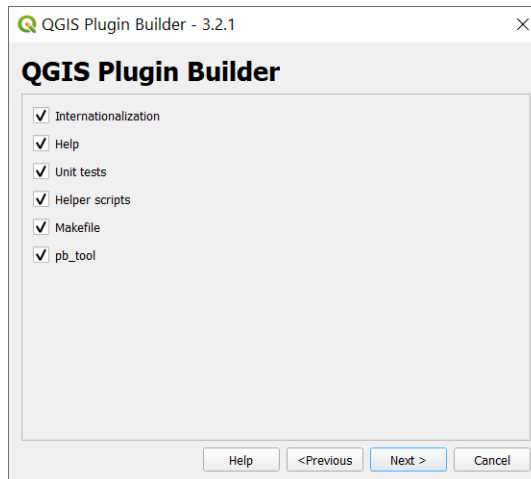 QGIS Plugin Builder - 3.2.1
QGIS Plugin Builder
Internationalization
Help
Unit tests
Helper scripts
Makefile
pb_tool
Help <Previous Next > Cancel